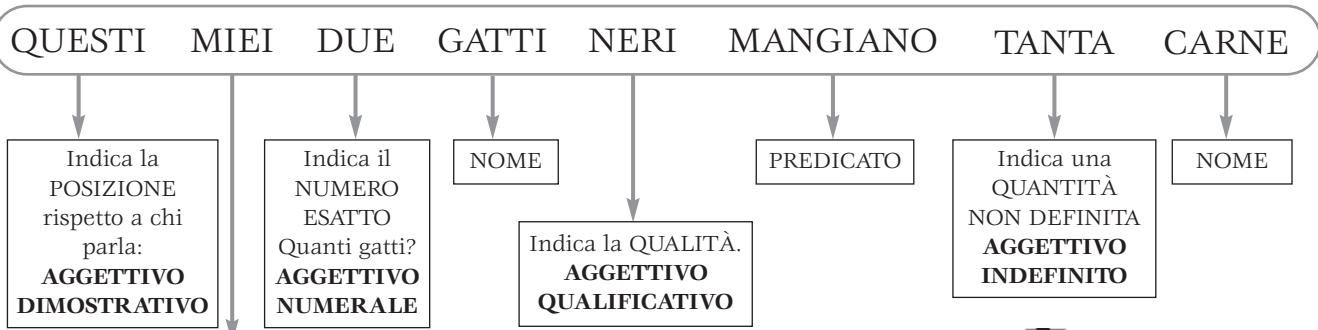 QUESTI MIEI DUE GATTI NERI MANGIANO TANTA CARNE
Indica la
POSIZIONE
rispetto a chi
parla:
AGGETTIVO
DIMOSTRATIVO
Indica il
NUMERO
ESATTO
Quanti gatti?
AGGETTIVO
NUMERALE
NOME
Indica la QUALITÀ.
AGGETTIVO
QUALIFICATIVO
PREDICATO
Indica una
QUANTITÀ
NON DEFINITA
AGGETTIVO
INDEFINITO
NOME